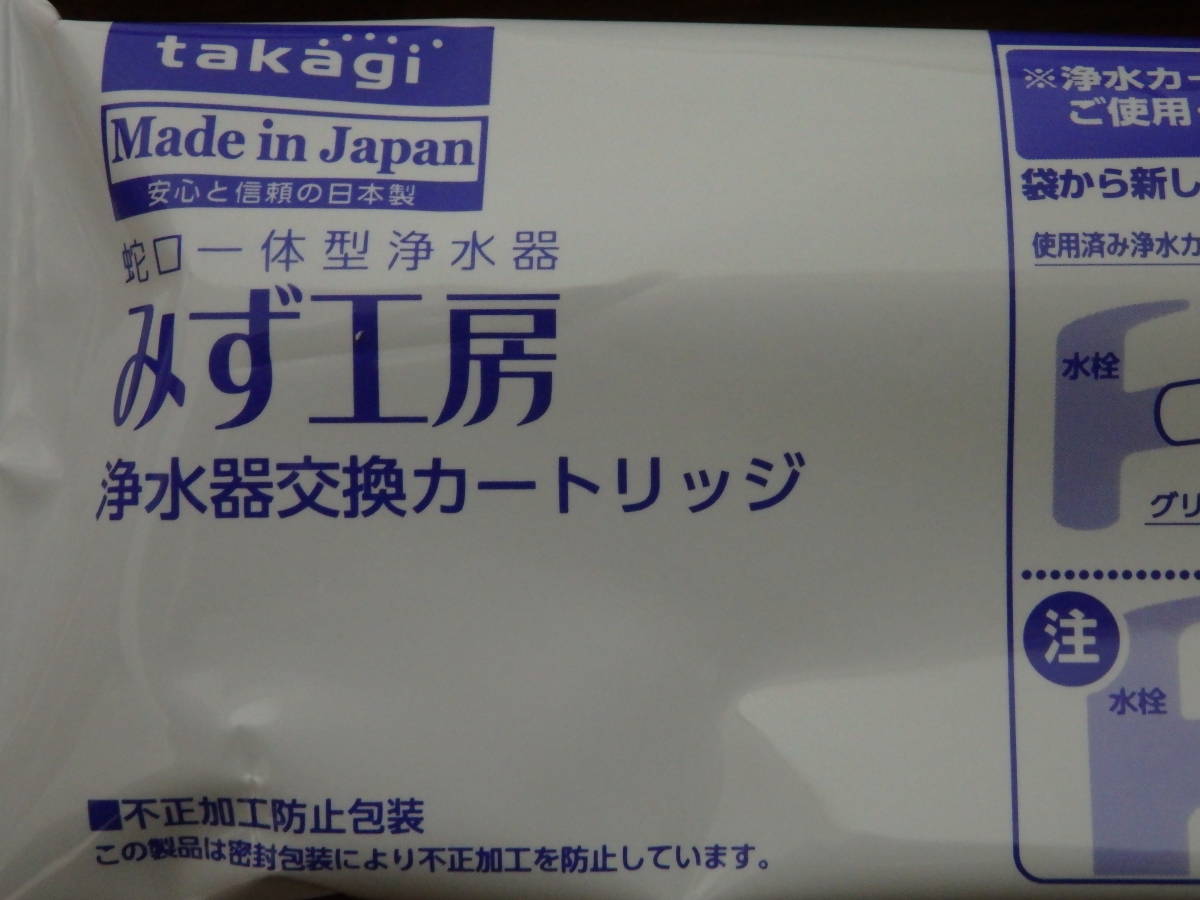 takagi
Made in Japan
安心と信頼の日本製
蛇口一体型浄水器
みず工房
浄水器交換カートリッジ
■不正加工防止包装
この製品は密封包装により不正加工を防止しています。
※浄水カー
ご使用
袋から新し
使用済み浄水カ
水栓
グリ
注
水栓